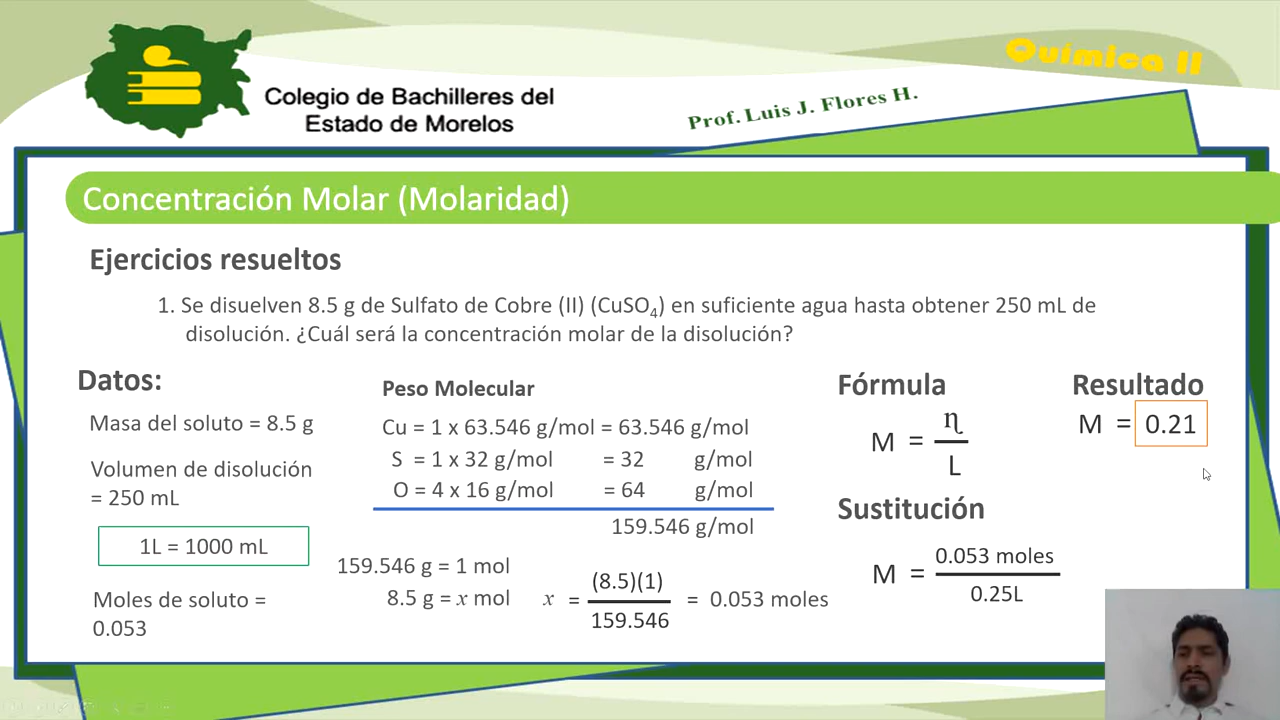 Química II
Colegio de Bachilleres del
Estado de Morelos
Prof. Luis J. Flores H.
Concentración Molar (Molaridad)
Ejercicios resueltos
1. Se disuelven 8.5 g de Sulfato de Cobre (II) (CuSO₄) en suficiente agua hasta obtener 250 mL de
disolución. ¿Cuál será la concentración molar de la disolución?
Datos:
Masa del soluto = 8.5 g
Volumen de disolución
= 250 mL
1L = 1000 mL
Moles de soluto =
0.053
Peso Molecular
Cu = 1 x 63.546 g/mol = 63.546 g/mol
S = 1 x 32 g/mol = 32 g/mol
O = 4 x 16 g/mol = 64 g/mol
159.546 g/mol
159.546 g = 1 mol
8.5 g = x mol
x = (8.5)(1) / 159.546 = 0.053 moles
Fórmula
M = η / L
Sustitución
M = 0.053 moles / 0.25L
Resultado
M = 0.21